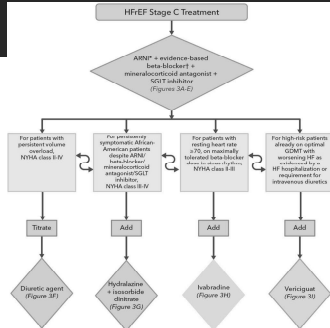 HFrEF Stage C Treatment
ARNI* + evidence-based
beta-blocker† +
mineralocorticoid antagonist +
SGLT inhibitor
(Figures 3A-E)
For patients with
persistent volume
overload,
NYHA class II-IV
For persistently
symptomatic African-
American patients
despite ARNI/
beta-blocker/
mineralocorticoid
antagonist/SGLT
inhibitor,
NYHA class III-IV
For patients with
resting heart rate
≥70, on maximally
tolerated beta-blocker
NYHA class II-III
For high-risk patients
already on optimal
GDMT with
worsening HF as
HF hospitalization or
requirement for
intravenous diuretics
Titrate
Add
Add
Add
Diuretic agent
(Figure 3F)
Hydralazine +
isosorbide
dinitrate
(Figure 3G)
Ivabradine
(Figure 3H)
Vericiguat
(Figure 3I)